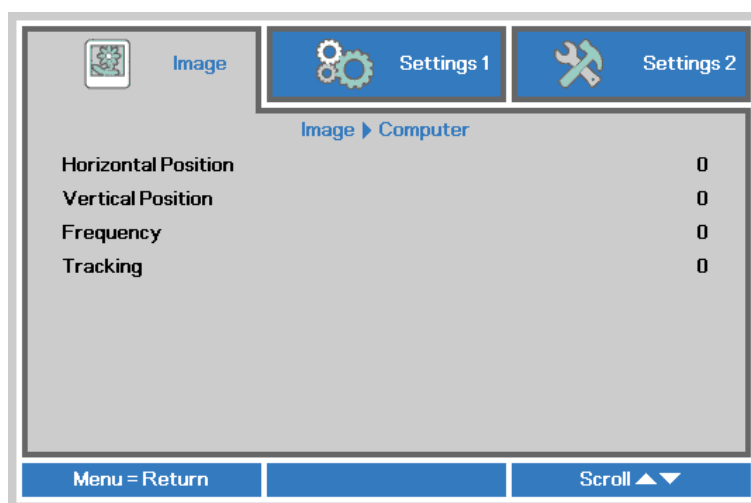 Image Settings 1 Settings 2
Image ▶ Computer
Horizontal Position 0
Vertical Position 0
Frequency 0
Tracking 0
Menu = Return Scroll ▲▼